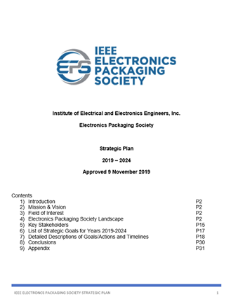 IEEE
ELECTRONICS
PACKAGING
SOCIETY
EPS
Institute of Electrical and Electronics Engineers, Inc.
Electronics Packaging Society
Strategic Plan
2019 – 2024
Approved 9 November 2019
Contents
1) Introduction P2
2) Mission & Vision P2
3) Field of Interest P2
4) Electronics Packaging Society Landscape P2
5) Key Stakeholders P15
6) List of Strategic Goals for Years 2019-2024 P17
7) Detailed Descriptions of Goals/Actions and Timelines P18
8) Conclusions P30
9) Appendix P31
IEEE ELECTRONICS PACKAGING SOCIETY STRATEGIC PLAN 1